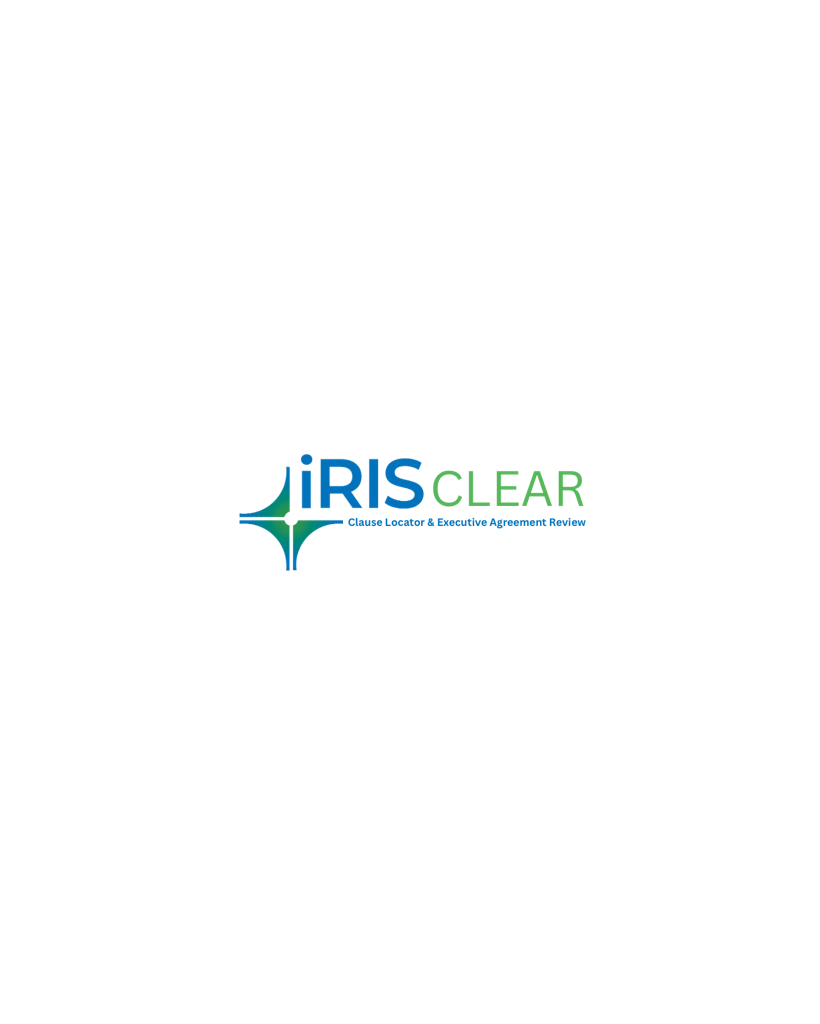 iRIS CLEAR
Clause Locator & Executive Agreement Review